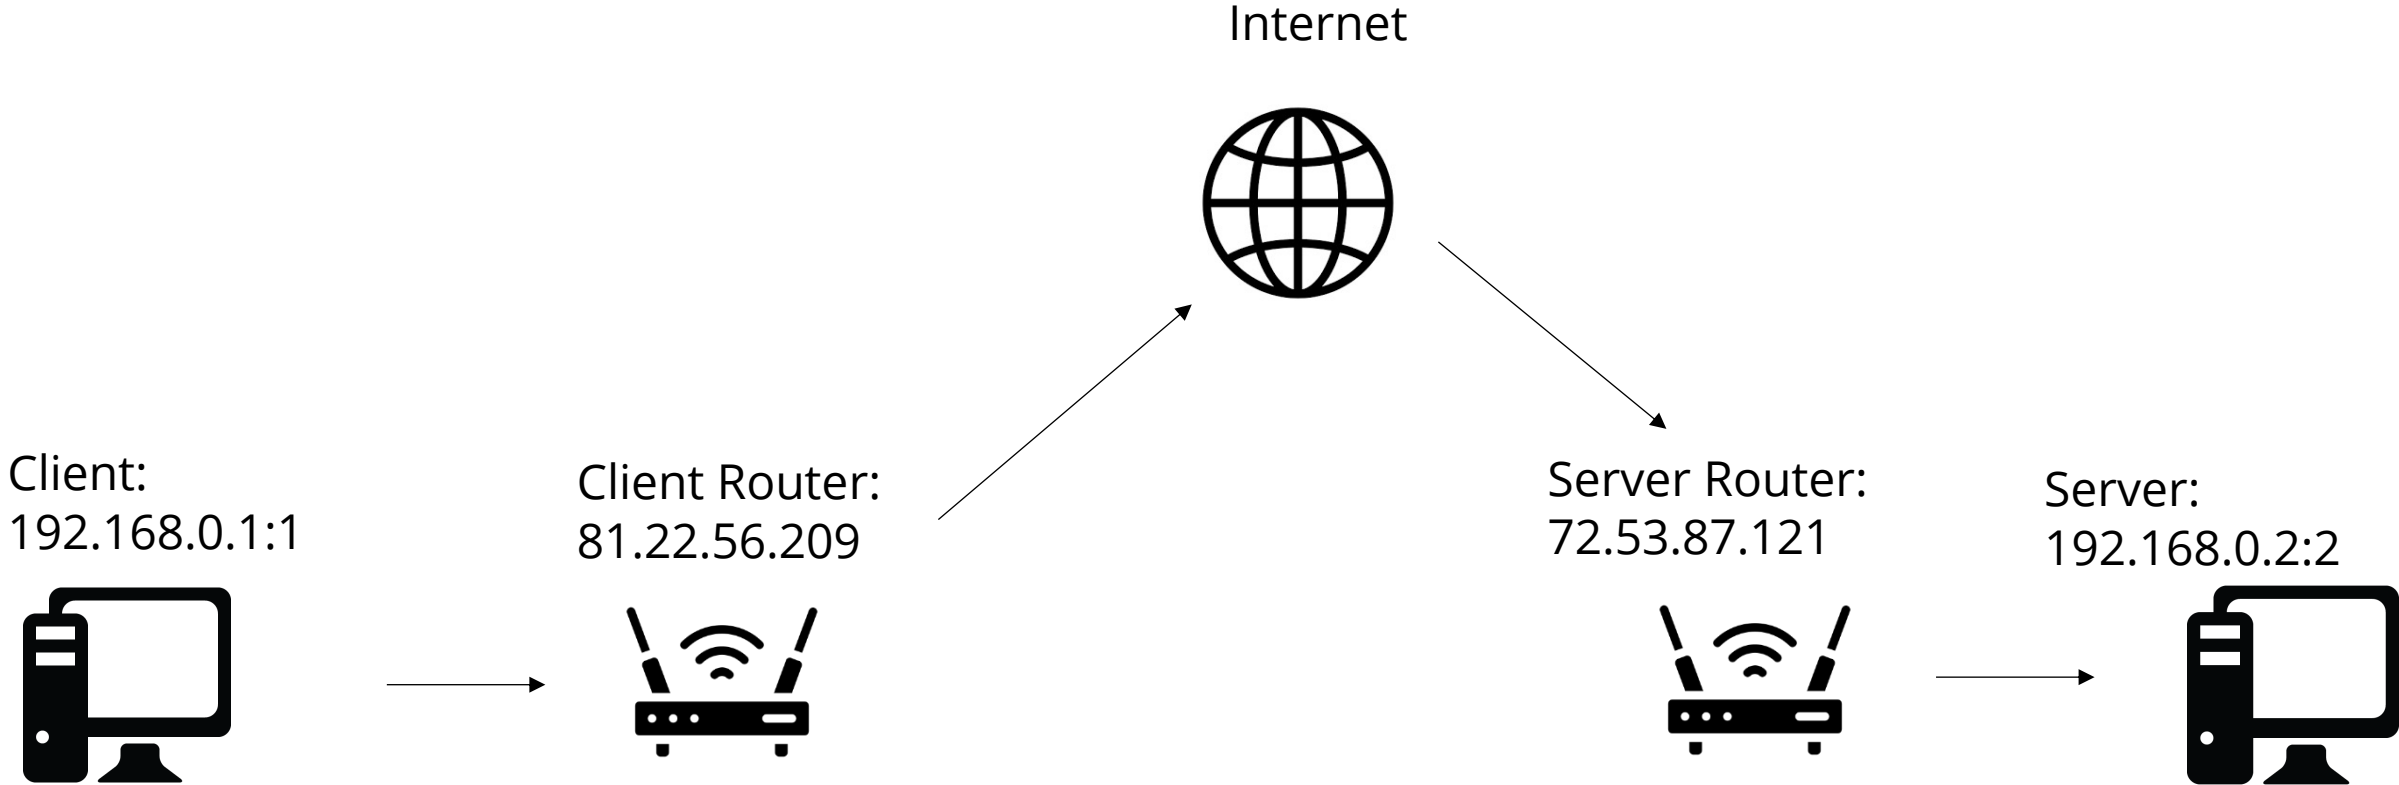 Internet
Client:
192.168.0.1:1
Client Router:
81.22.56.209
Server Router:
72.53.87.121
Server:
192.168.0.2:2